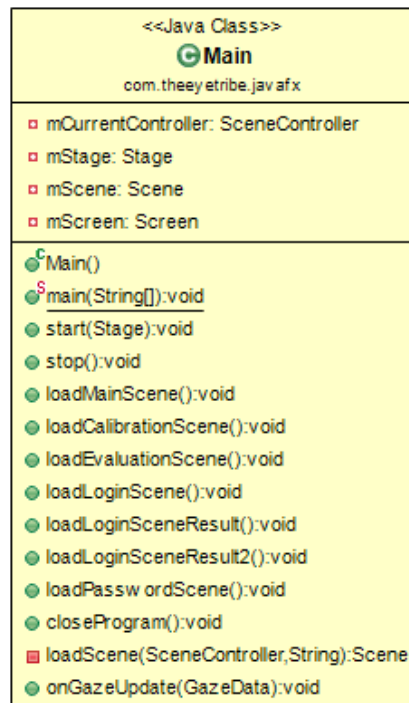 <<Java Class>>
Main
com.theeyetribe.javafx
mCurrentController: SceneController
mStage: Stage
mScene: Scene
mScreen: Screen
Main()
main(String[]):void
start(Stage):void
stop():void
loadMainScene():void
loadCalibrationScene():void
loadEvaluationScene():void
loadLoginScene():void
loadLoginSceneResult():void
loadLoginSceneResult2():void
loadPasswordScene():void
closeProgram():void
loadScene(SceneController,String):Scene
onGazeUpdate(GazeData):void